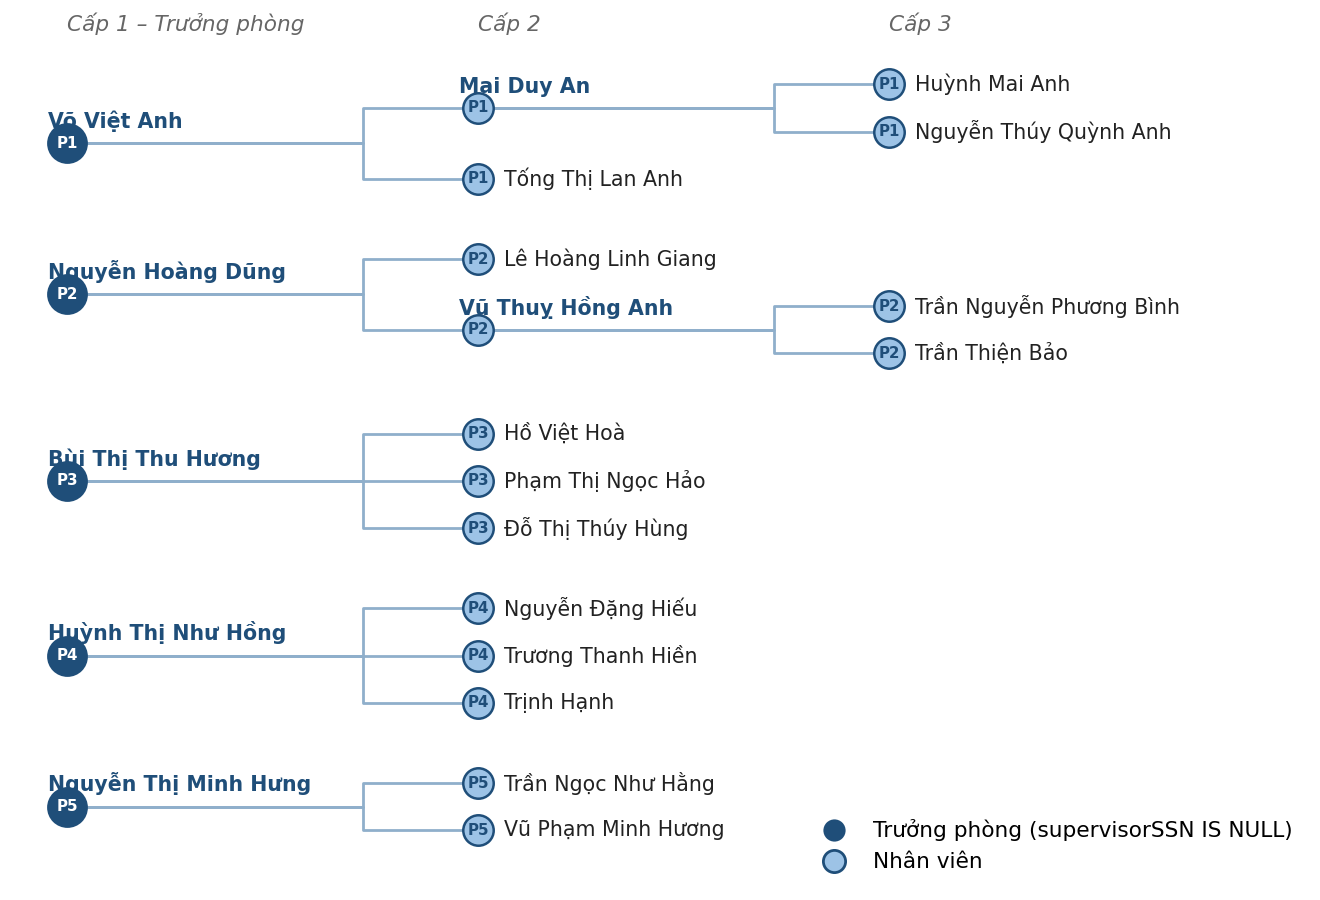 Cấp 1 – Trưởng phòng
Cấp 2
Cấp 3
Võ Việt Anh
P1
Mai Duy An
P1
P1 Huỳnh Mai Anh
P1 Nguyễn Thúy Quỳnh Anh
P1 Tống Thị Lan Anh
Nguyễn Hoàng Dũng
P2
P2 Lê Hoàng Linh Giang
Vũ Thuỵ Hồng Anh
P2
P2 Trần Nguyễn Phương Bình
P2 Trần Thiện Bảo
Bùi Thị Thu Hương
P3
P3 Hồ Việt Hoà
P3 Phạm Thị Ngọc Hảo
P3 Đỗ Thị Thúy Hùng
Huỳnh Thị Như Hồng
P4
P4 Nguyễn Đặng Hiếu
P4 Trương Thanh Hiền
P4 Trịnh Hạnh
Nguyễn Thị Minh Hưng
P5
P5 Trần Ngọc Như Hằng
P5 Vũ Phạm Minh Hương
Trưởng phòng (supervisorSSN IS NULL)
Nhân viên